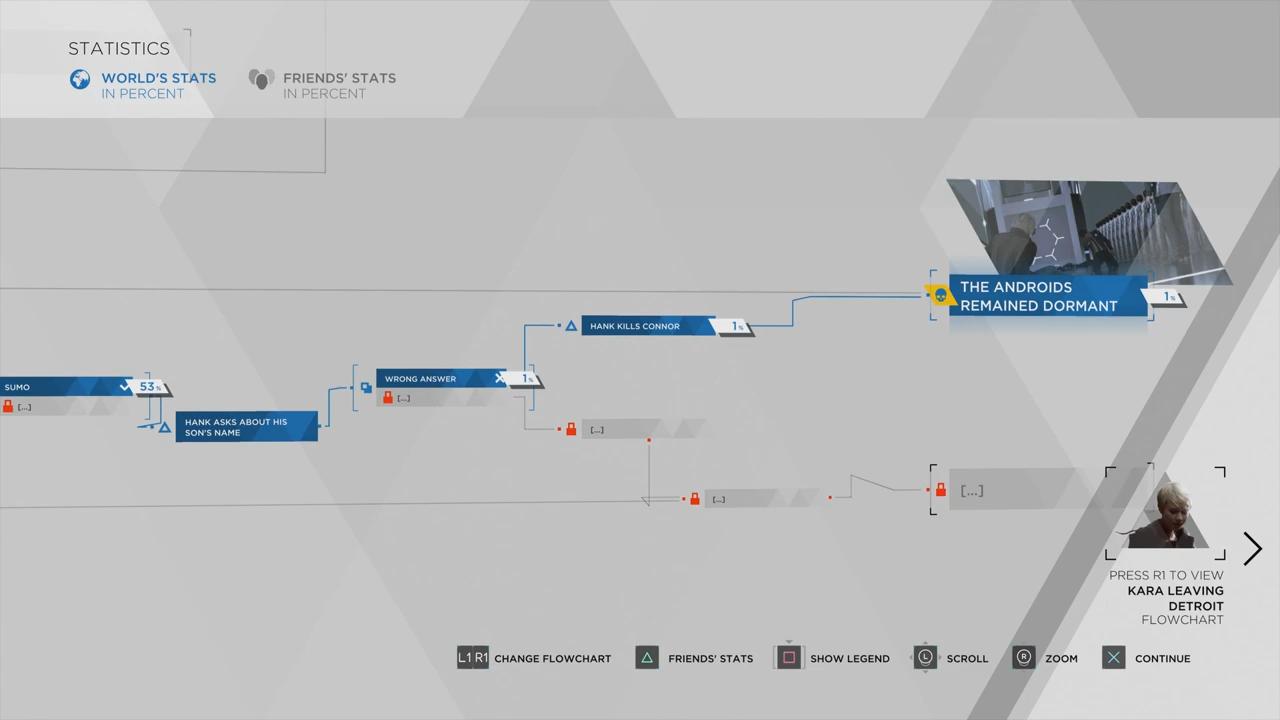 STATISTICS
WORLD'S STATS
IN PERCENT
FRIENDS' STATS
IN PERCENT
THE ANDROIDS
REMAINED DORMANT
1%
HANK KILLS CONNOR
1%
SUMO
53%
[...]
WRONG ANSWER
1%
[...]
HANK ASKS ABOUT HIS
SON'S NAME
[...]
[...]
[...]
PRESS R1 TO VIEW
KARA LEAVING
DETROIT
FLOWCHART
L1 R1 CHANGE FLOWCHART
FRIENDS' STATS
SHOW LEGEND
L SCROLL
R ZOOM
CONTINUE